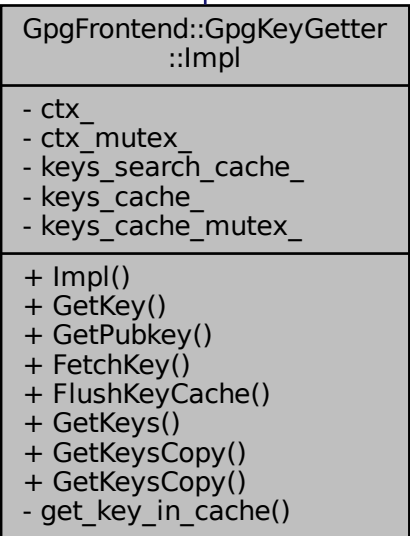 GpgFrontend::GpgKeyGetter
::Impl
- ctx_
- ctx_mutex_
- keys_search_cache_
- keys_cache_
- keys_cache_mutex_
+ Impl()
+ GetKey()
+ GetPubkey()
+ FetchKey()
+ FlushKeyCache()
+ GetKeys()
+ GetKeysCopy()
+ GetKeysCopy()
- get_key_in_cache()